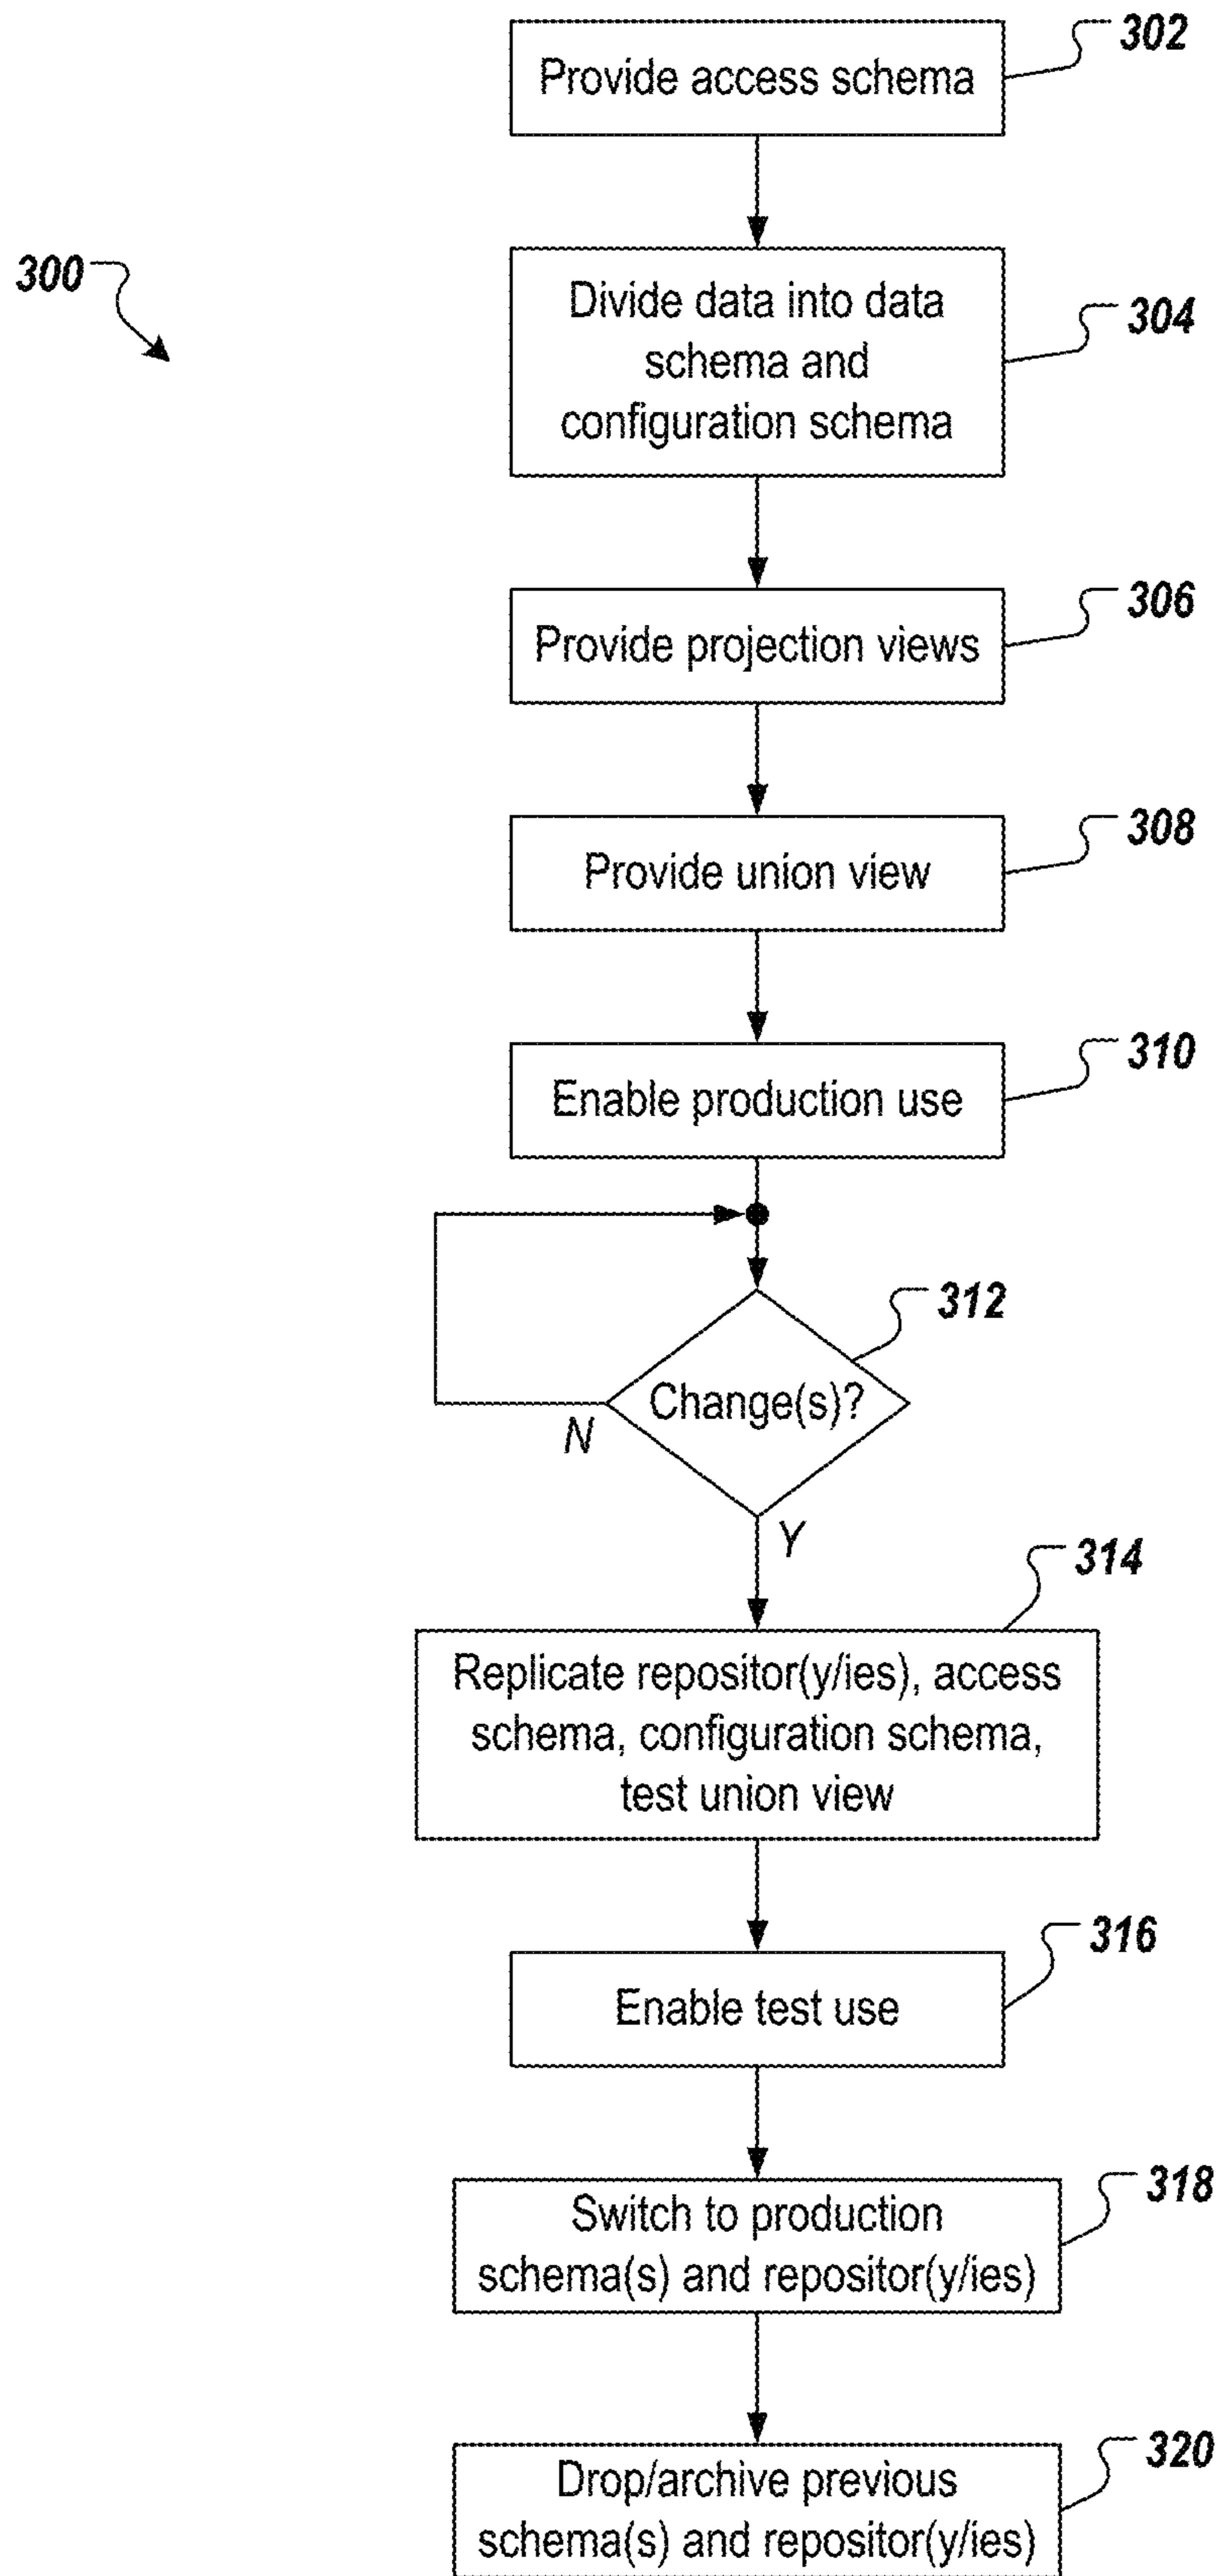 302
Provide access schema
300
304
Divide data into data
schema and
configuration schema
306
Provide projection views
308
Provide union view
310
Enable production use
312
Change(s)?
N
Y
314
Replicate repositor(y/ies), access
schema, configuration schema,
test union view
316
Enable test use
318
Switch to production
schema(s) and repositor(y/ies)
320
Drop/archive previous
schema(s) and repositor(y/ies)